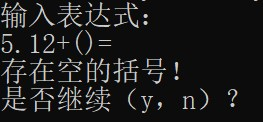 输入表达式：
5.12+()=
存在空的括号！
是否继续（y，n）？